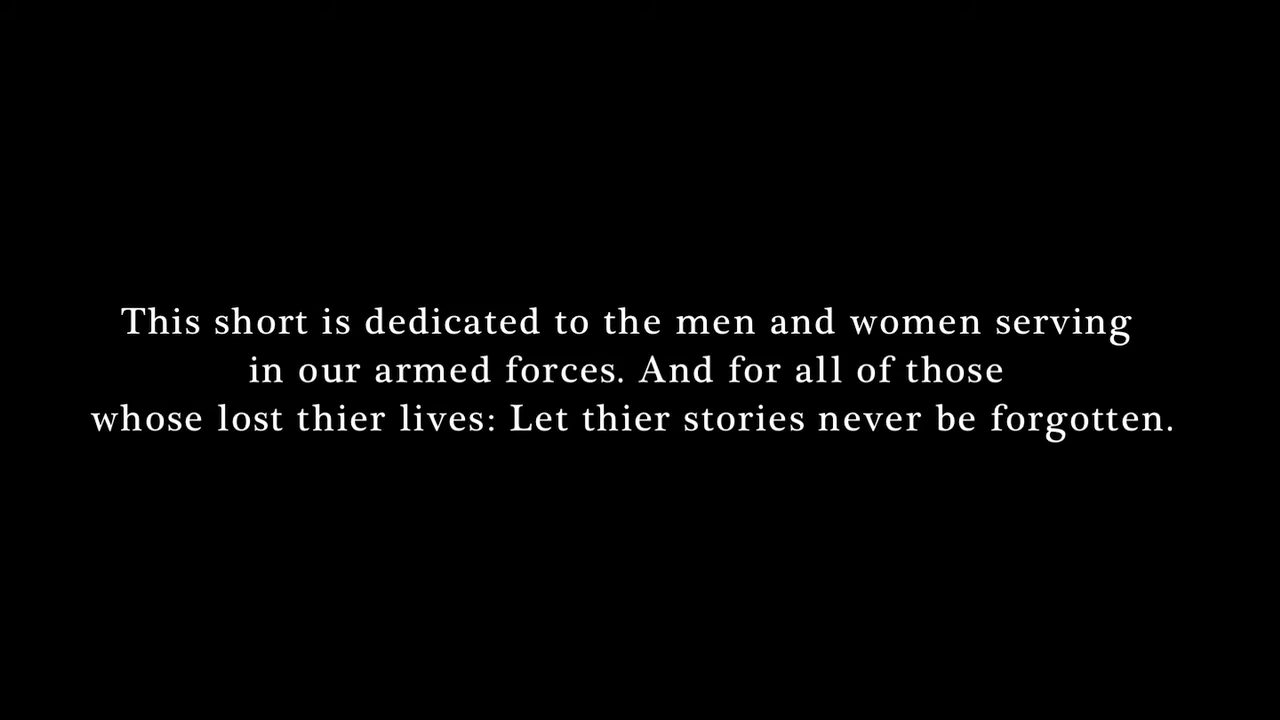 This short is dedicated to the men and women serving
in our armed forces. And for all of those
whose lost thier lives: Let thier stories never be forgotten.